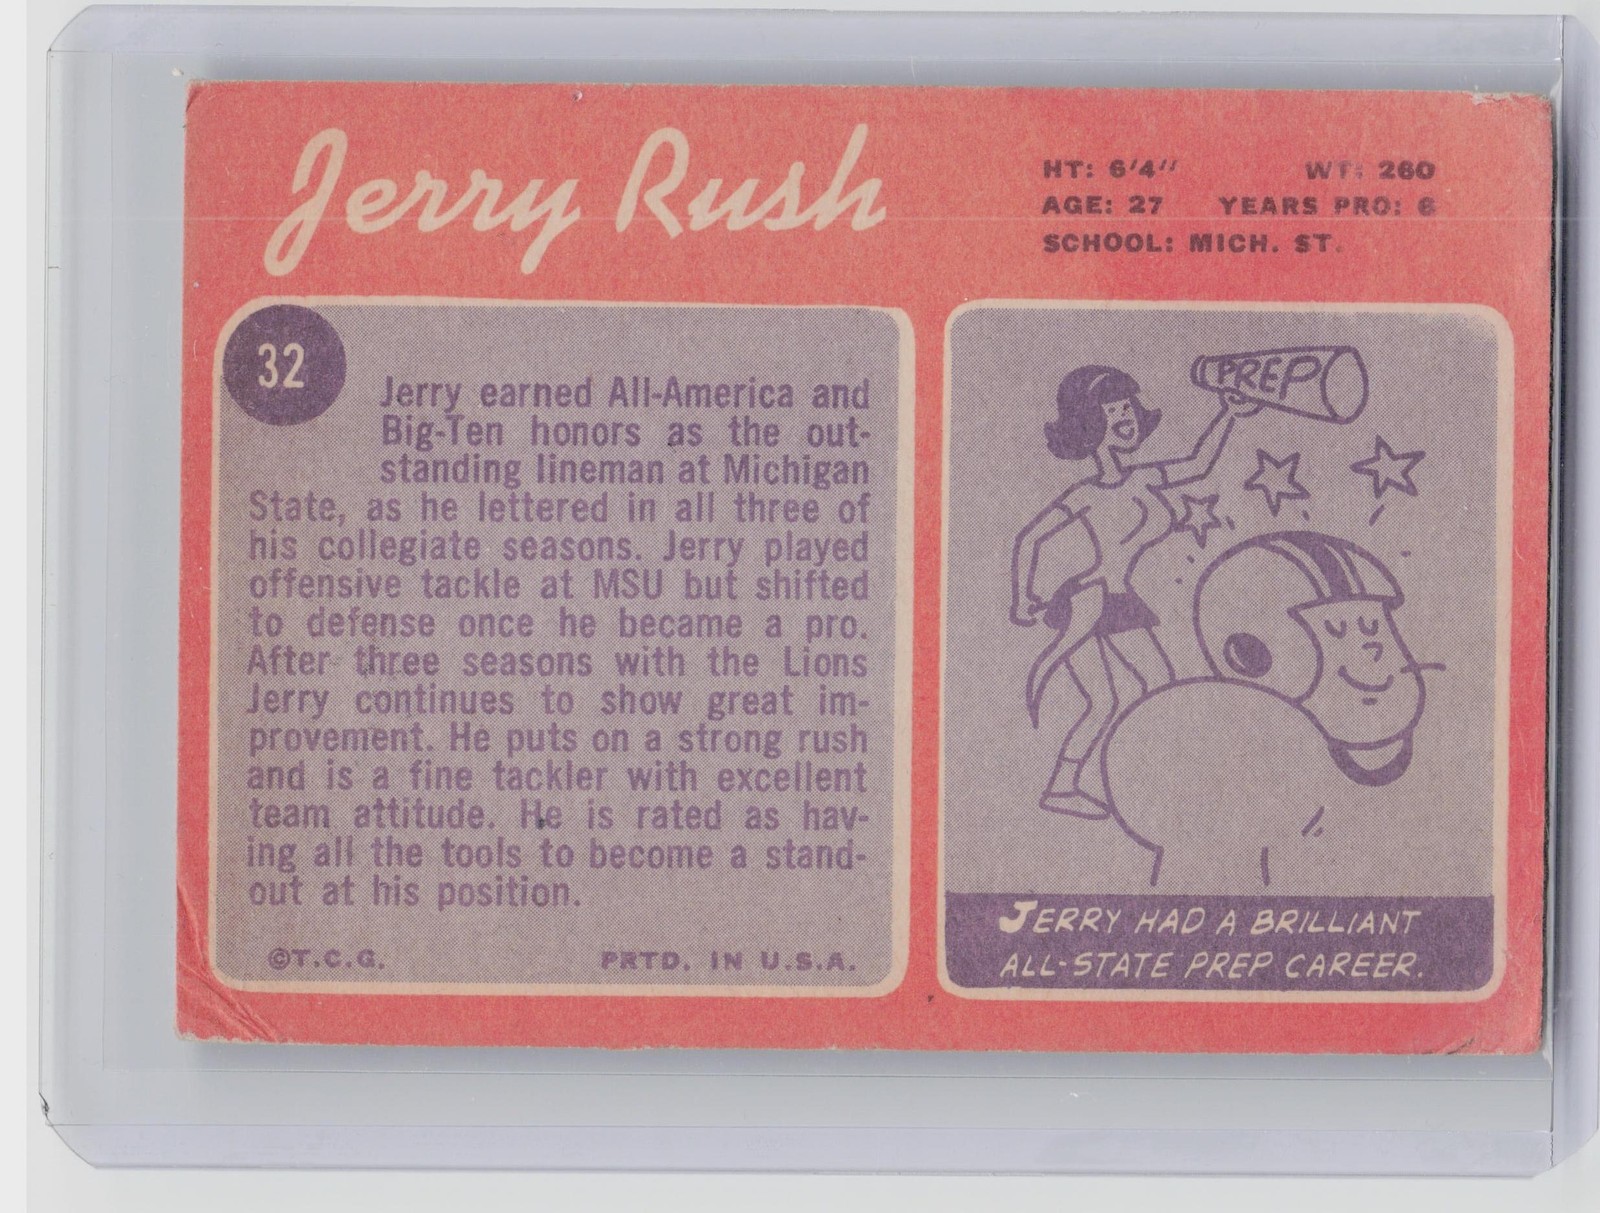 Jerry Rush
HT: 6'4" WT: 260
AGE: 27 YEARS PRO: 6
SCHOOL: MICH. ST.
32
Jerry earned All-America and
Big-Ten honors as the out-
standing lineman at Michigan
State, as he lettered in all three of
his collegiate seasons. Jerry played
offensive tackle at MSU but shifted
to defense once he became a pro.
After three seasons with the Lions
Jerry continues to show great im-
provement. He puts on a strong rush
and is a fine tackler with excellent
team attitude. He is rated as hav-
ing all the tools to become a stand-
out at his position.
©T.C.G. PRTD. IN U.S.A.
PREP
JERRY HAD A BRILLIANT
ALL-STATE PREP CAREER.